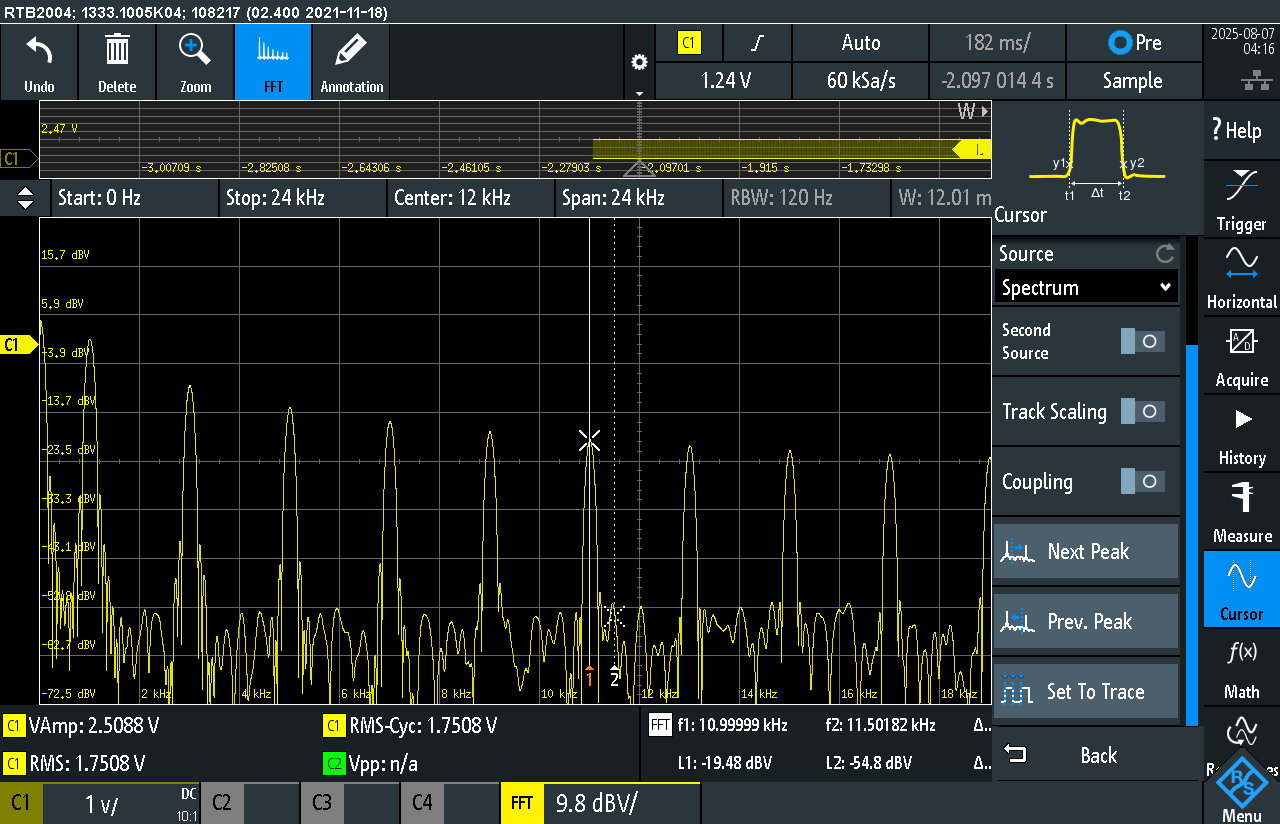 RTB2004; 1333.1005K04; 108217 (02.400 2021-11-18)
Undo
Delete
Zoom
FFT
Annotation
C1
Auto
182 ms/
Pre
2025-08-07
04:16
1.24 V
60 kSa/s
-2.097 014 4 s
Sample
2.47 V
W
C1
-3.00709 s
-2.82508 s
-2.64306 s
-2.46105 s
-2.27903 s
-2.09701 s
-1.915 s
-1.73298 s
Start: 0 Hz
Stop: 24 kHz
Center: 12 kHz
Span: 24 kHz
RBW: 120 Hz
W: 12.01 m
15.7 dBV
5.9 dBV
C1
-3.9 dBV
-13.7 dBV
-23.5 dBV
-33.3 dBV
-43.1 dBV
-52.9 dBV
-62.7 dBV
-72.5 dBV
2 kHz
4 kHz
6 kHz
8 kHz
10 kHz
12 kHz
14 kHz
16 kHz
18 kHz
1
2
y1
y2
t1
Δt
t2
Cursor
Source
Spectrum
Second
Source
Track Scaling
Coupling
Next Peak
Prev. Peak
Set To Trace
Back
? Help
Trigger
Horizontal
A/D
Acquire
History
Measure
Cursor
f(x)
Math
R&S
Menu
C1 VAmp: 2.5088 V
C1 RMS-Cyc: 1.7508 V
C1 RMS: 1.7508 V
C2 Vpp: n/a
FFT f1: 10.99999 kHz
f2: 11.50182 kHz
Δ..
L1: -19.48 dBV
L2: -54.8 dBV
Δ..
C1
1 V/
DC
10:1
C2
C3
C4
FFT
9.8 dBV/